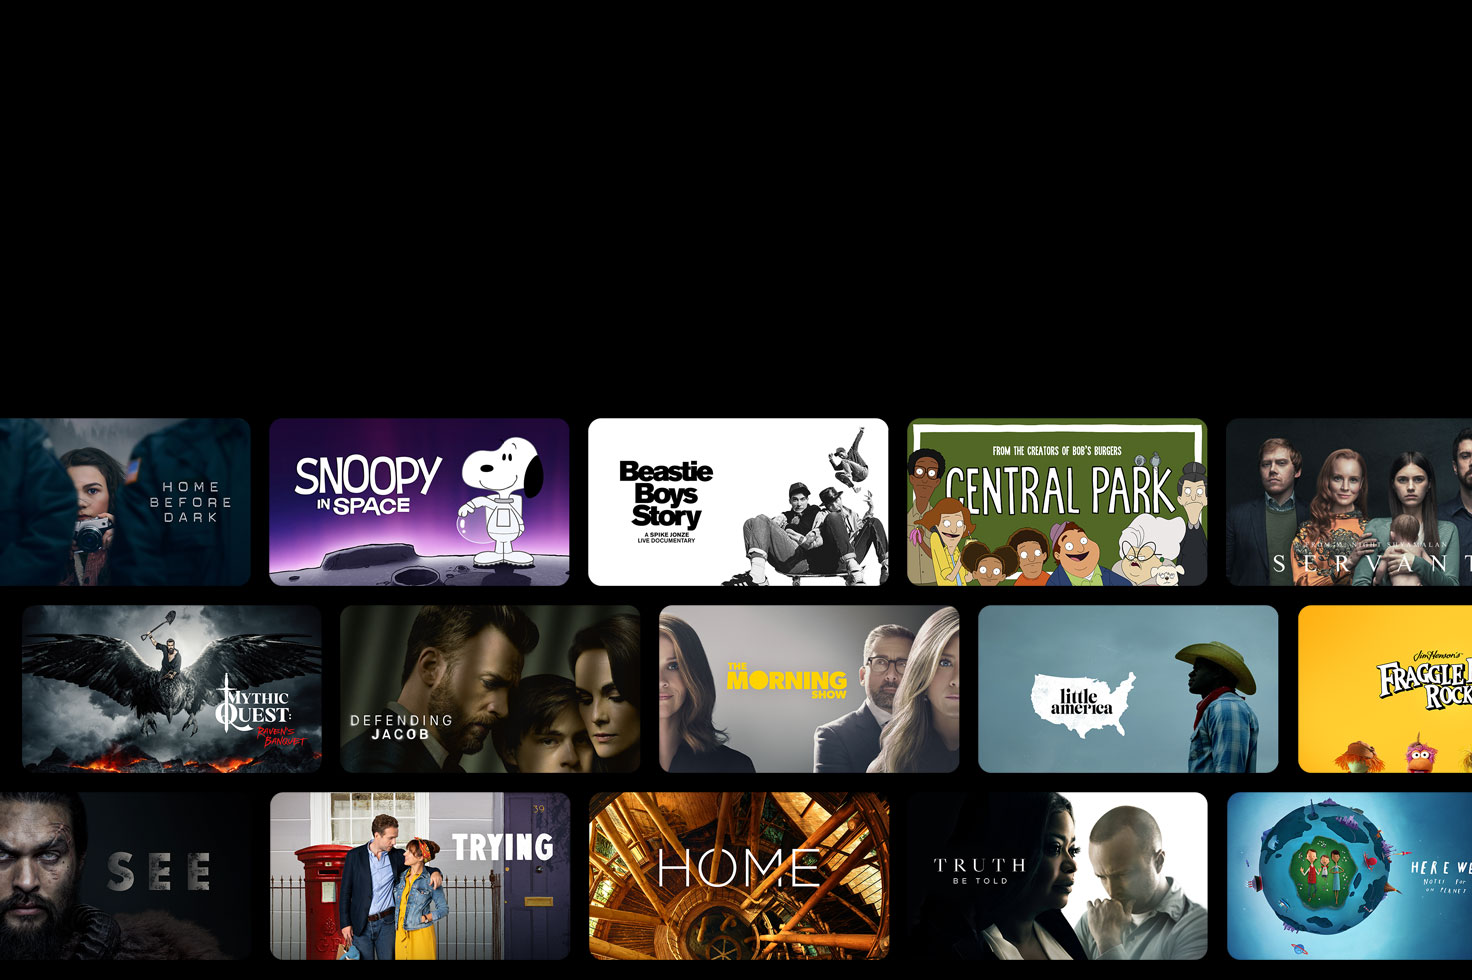 HOME
BEFORE
DARK
SNOOPY
IN SPACE
Beastie
Boys
Story
A SPIKE JONZE
LIVE DOCUMENTARY
FROM THE CREATORS OF BOB'S BURGERS
CENTRAL PARK
SERVANT
MYTHIC
QUEST:
RAVEN'S
BANQUET
DEFENDING
JACOB
THE
MORNING
SHOW
little
america
Jim Henson's
FRAGGLE
ROCK
SEE
39
TRYING
HOME
TRUTH
BE TOLD
HERE WE
NOTES FOR
ON PLANET